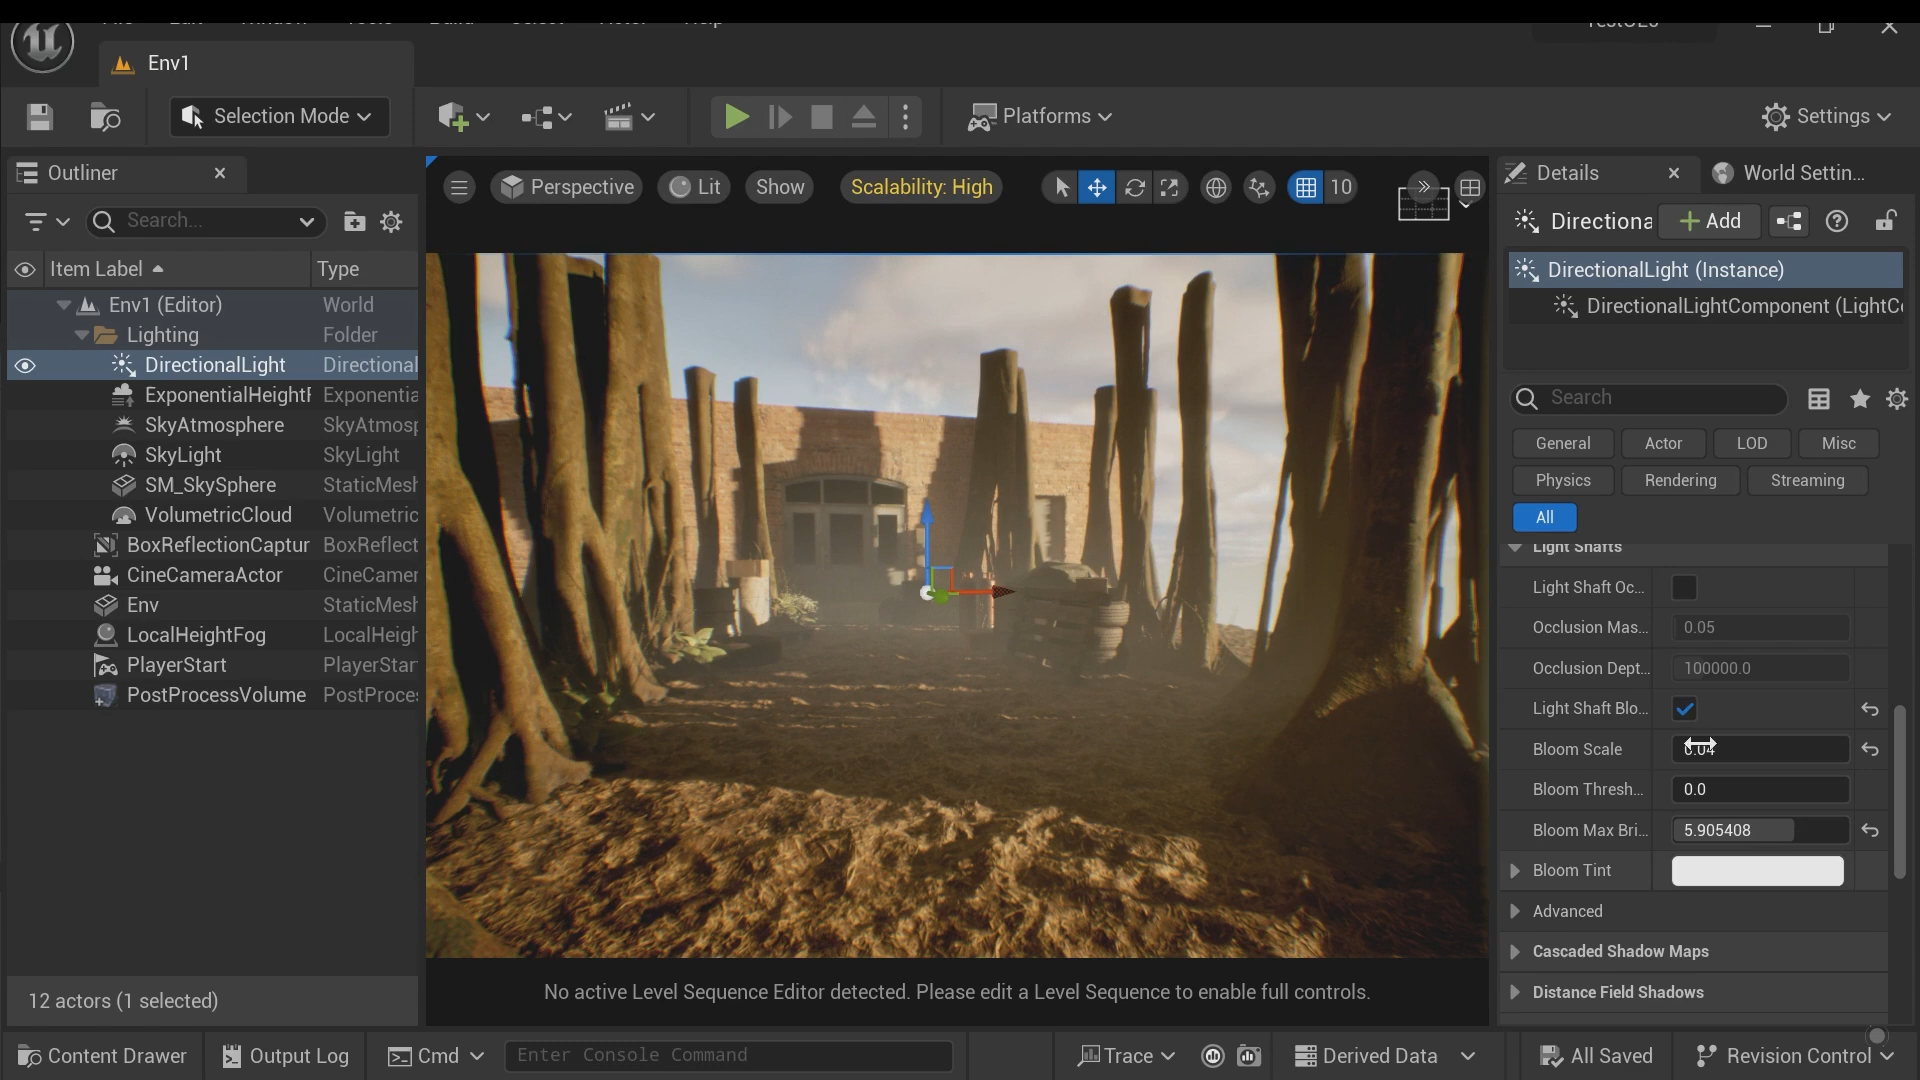 Env1
Selection Mode
Platforms
Settings
Outliner
Search...
Item Label
Type
Env1 (Editor)
World
Lighting
Folder
DirectionalLight
Directional
ExponentialHeightF
Exponentia
SkyAtmosphere
SkyAtmosp
SkyLight
SkyLight
SM_SkySphere
StaticMesh
VolumetricCloud
Volumetric
BoxReflectionCaptur
BoxReflect
CineCameraActor
CineCamer
Env
StaticMesh
LocalHeightFog
LocalHeigh
PlayerStart
PlayerStar
PostProcessVolume
PostProces
12 actors (1 selected)
Perspective
Lit
Show
Scalability: High
10
No active Level Sequence Editor detected. Please edit a Level Sequence to enable full controls.
Details
World Settin...
Directiona
Add
DirectionalLight (Instance)
DirectionalLightComponent (LightCo
Search
General
Actor
LOD
Misc
Physics
Rendering
Streaming
All
Light Shafts
Light Shaft Oc...
Occlusion Mas...
0.05
Occlusion Dept...
100000.0
Light Shaft Blo...
Bloom Scale
Bloom Thresh...
0.0
Bloom Max Bri...
5.905408
Bloom Tint
Advanced
Cascaded Shadow Maps
Distance Field Shadows
Content Drawer
Output Log
Cmd
Enter Console Command
Trace
Derived Data
All Saved
Revision Control